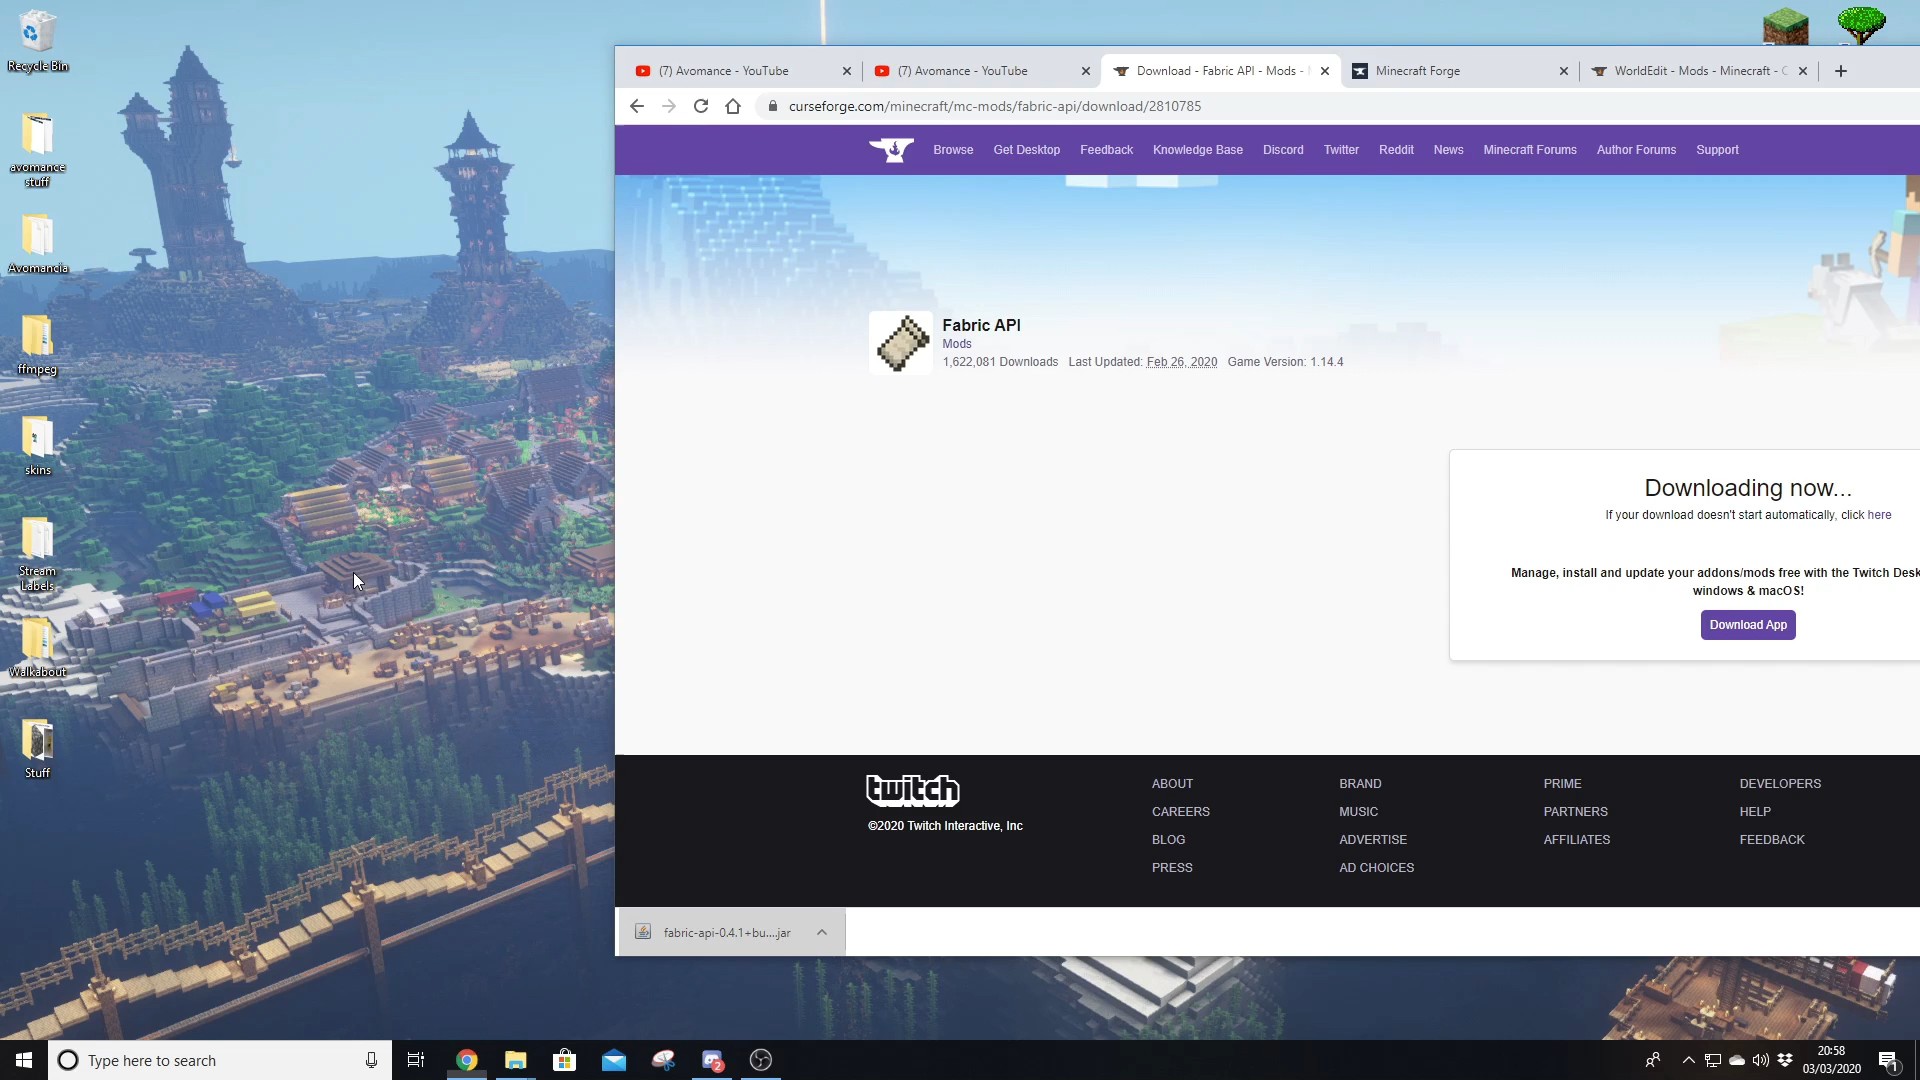 Recycle Bin
avomance
stuff
Avomancia
ffmpeg
skins
Stream
Labels
Walkabout
Stuff
(7) Avomance - YouTube
(7) Avomance - YouTube
Download - Fabric API - Mods -
Minecraft Forge
WorldEdit - Mods - Minecraft - C
curseforge.com/minecraft/mc-mods/fabric-api/download/2810785
Browse Get Desktop Feedback Knowledge Base Discord Twitter Reddit News Minecraft Forums Author Forums Support
Fabric API
Mods
1,622,081 Downloads Last Updated: Feb 26, 2020 Game Version: 1.14.4
Downloading now...
If your download doesn't start automatically, click here
Manage, install and update your addons/mods free with the Twitch Desk
windows & macOS!
Download App
twitch
©2020 Twitch Interactive, Inc
ABOUT
CAREERS
BLOG
PRESS
BRAND
MUSIC
ADVERTISE
AD CHOICES
PRIME
PARTNERS
AFFILIATES
DEVELOPERS
HELP
FEEDBACK
fabric-api-0.4.1+bu....jar
Type here to search
2
20:58
03/03/2020
1